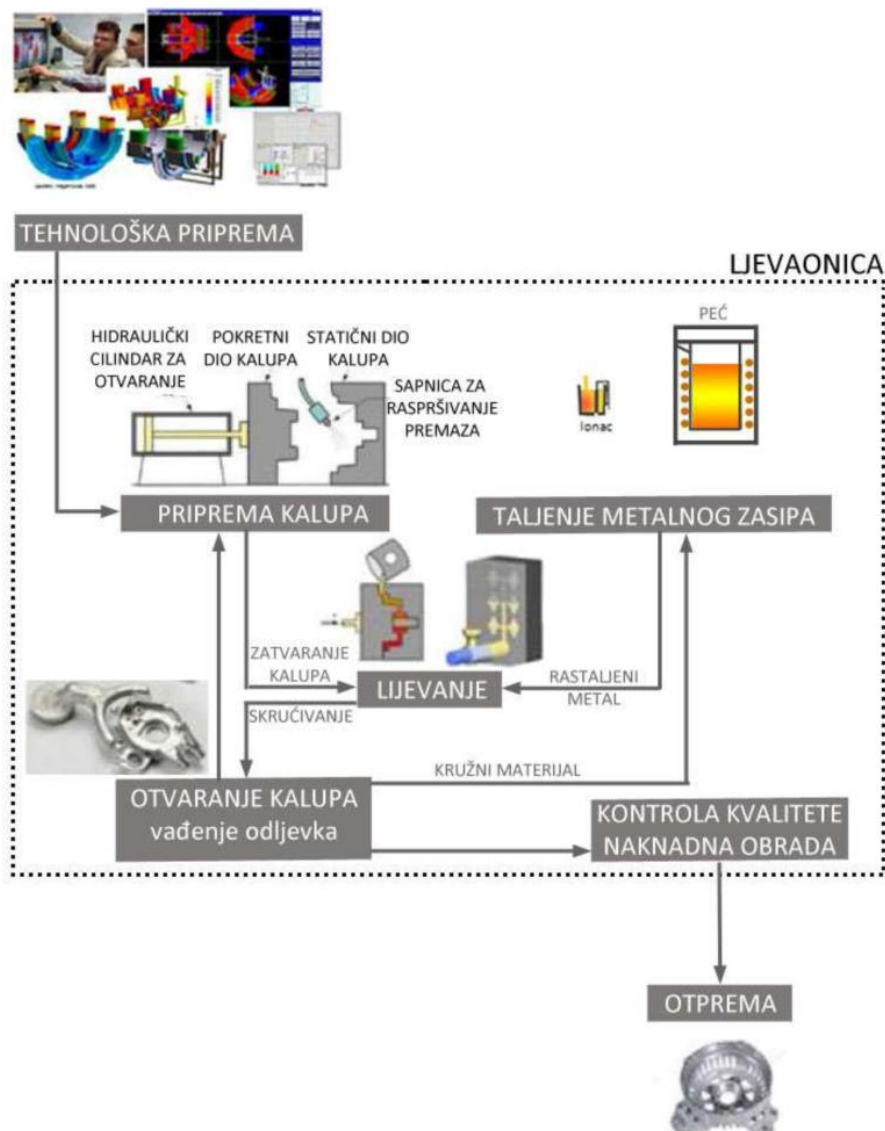 TEHNOLOŠKA PRIPREMA
LJEVAONICA
HIDRAULIČKI
CILINDAR ZA
OTVARANJE
POKRETNI
DIO KALUPA
STATIČNI DIO
KALUPA
SAPNICA ZA
RASPRŠIVANJE
PREMAZA
PEĆ
lonac
PRIPREMA KALUPA
TALJENJE METALNOG ZASIPA
ZATVARANJE
KALUPA
LIJEVANJE
RASTALJENI
METAL
SKRUĆIVANJE
KRUŽNI MATERIJAL
OTVARANJE KALUPA
vađenje odljevka
KONTROLA KVALITETE
NAKNADNA OBRADA
OTPREMA